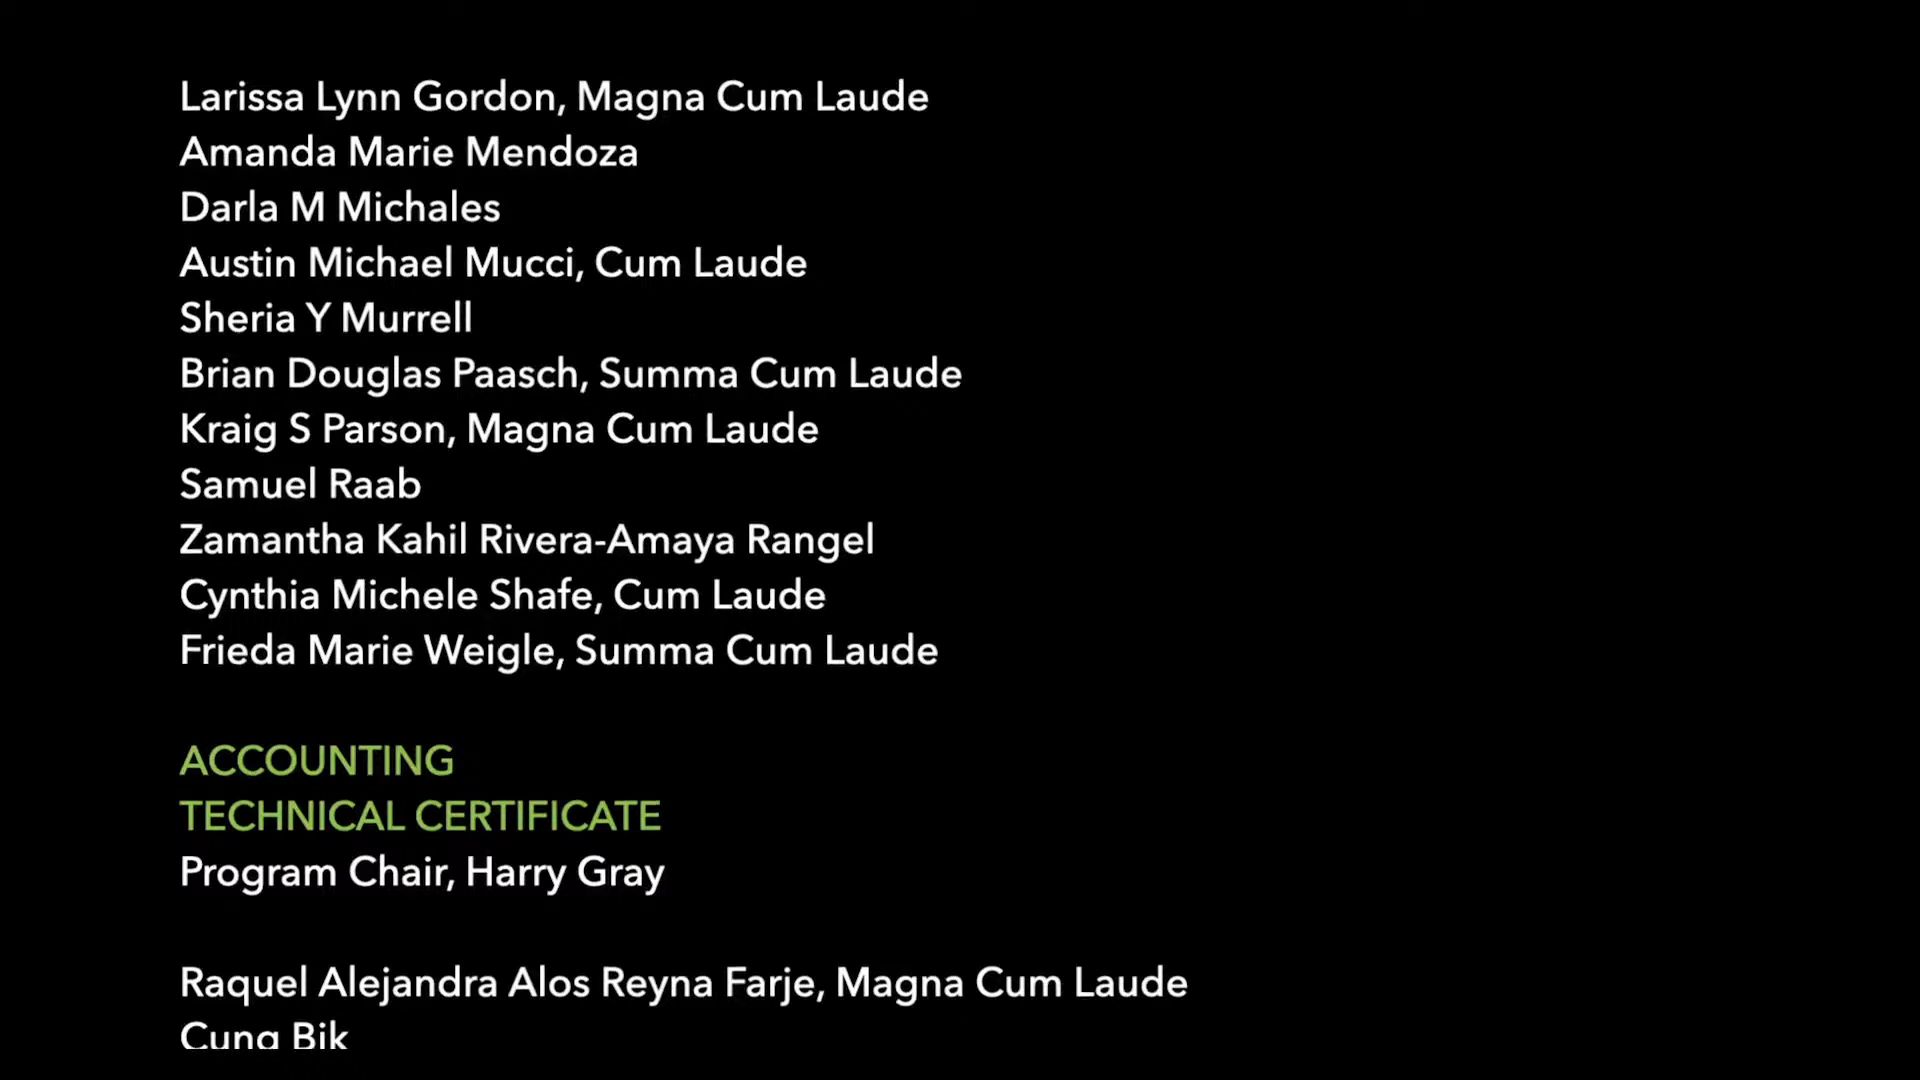 Larissa Lynn Gordon, Magna Cum Laude
Amanda Marie Mendoza
Darla M Michales
Austin Michael Mucci, Cum Laude
Sheria Y Murrell
Brian Douglas Paasch, Summa Cum Laude
Kraig S Parson, Magna Cum Laude
Samuel Raab
Zamantha Kahil Rivera-Amaya Rangel
Cynthia Michele Shafe, Cum Laude
Frieda Marie Weigle, Summa Cum Laude
ACCOUNTING
TECHNICAL CERTIFICATE
Program Chair, Harry Gray
Raquel Alejandra Alos Reyna Farje, Magna Cum Laude
Cung Bik